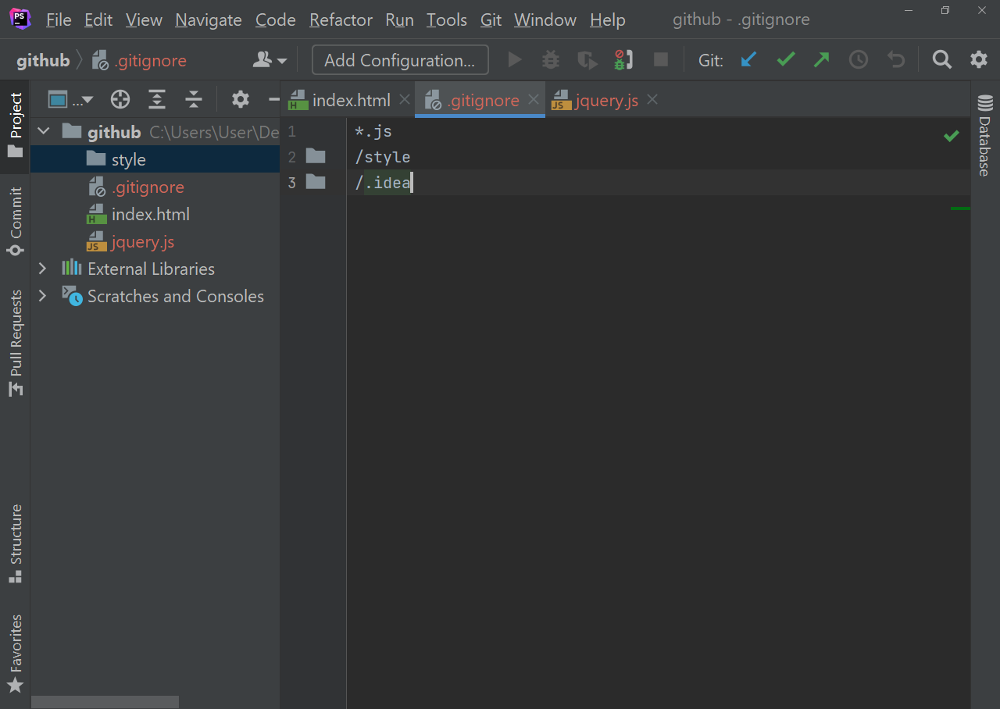 PS File Edit View Navigate Code Refactor Run Tools Git Window Help github - .gitignore
github .gitignore Add Configuration... Git:
Project
Commit
Pull Requests
Structure
Favorites
...
github C:\Users\User\De
style
.gitignore
index.html
jquery.js
External Libraries
Scratches and Consoles
index.html .gitignore jquery.js
1 *.js
2 /style
3 /.idea
Database